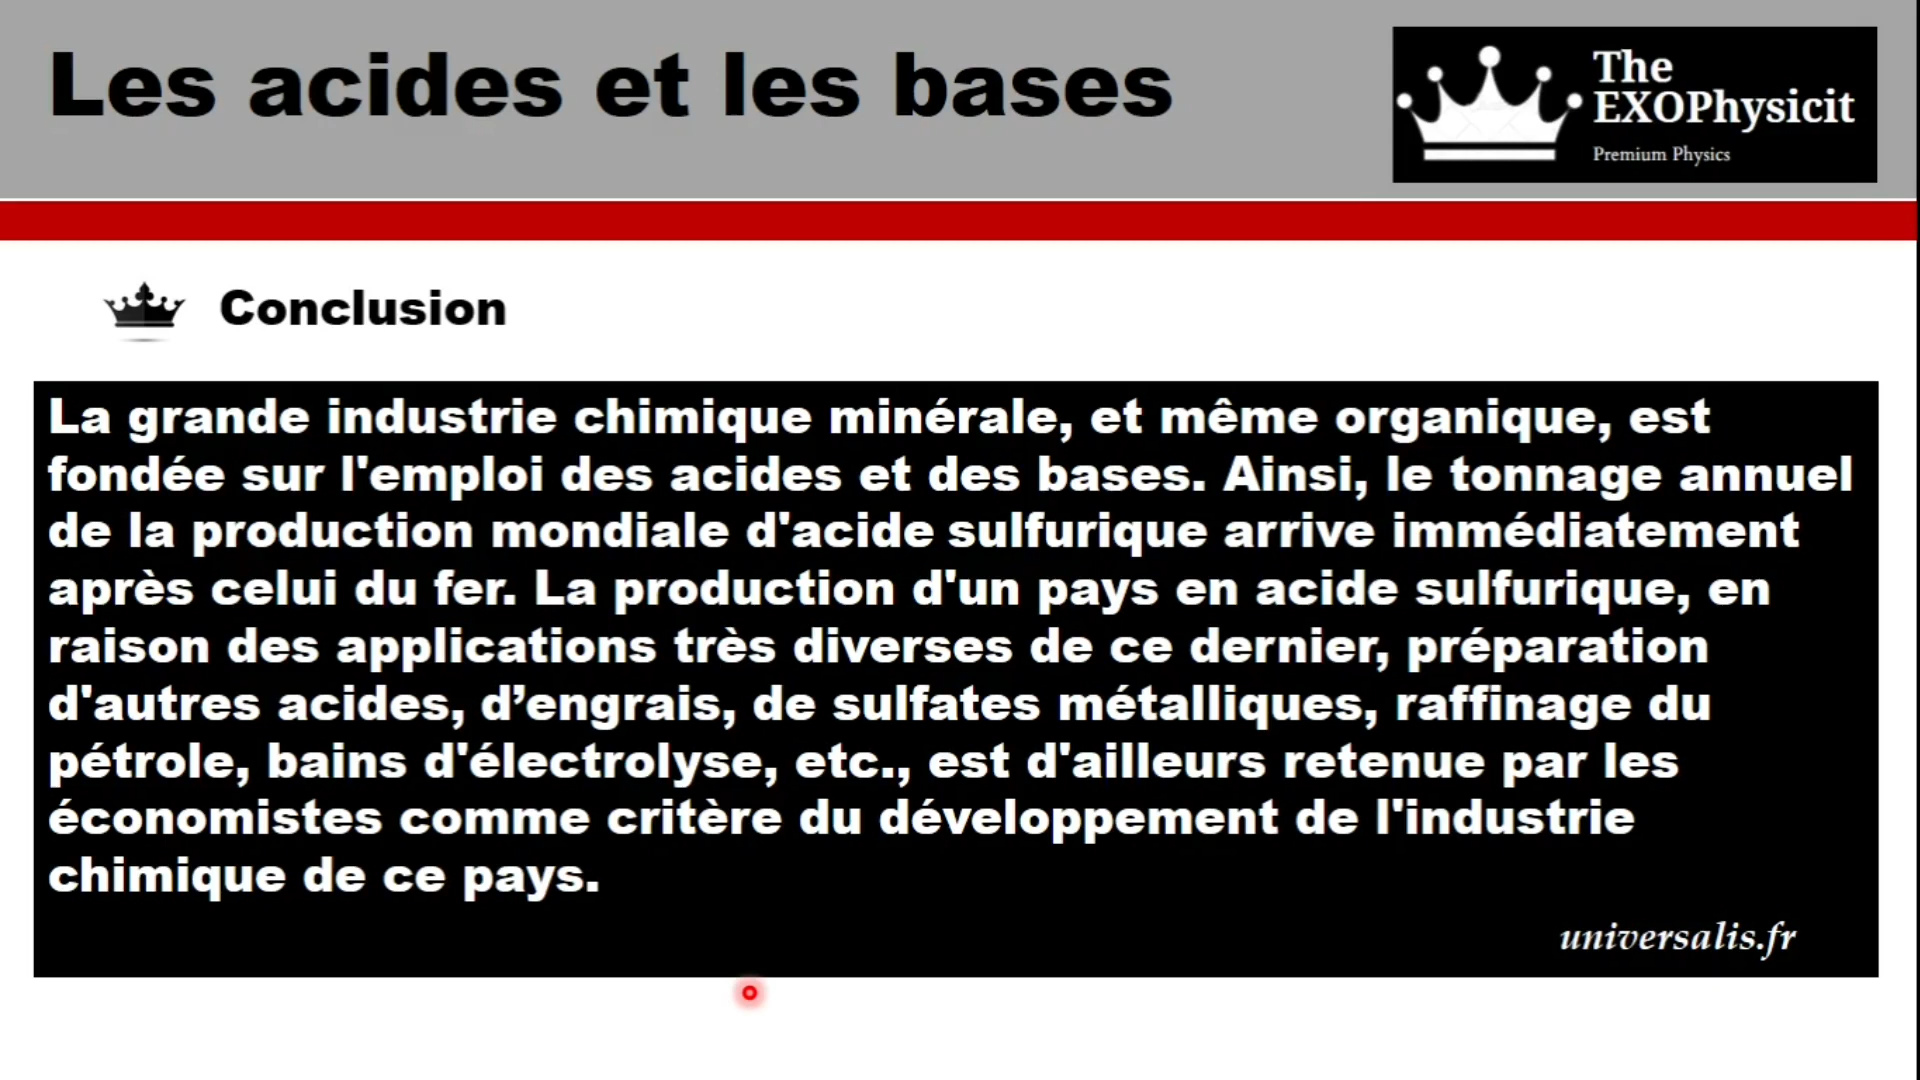 Les acides et les bases
The
EXOPhysicit
Premium Physics
Conclusion
La grande industrie chimique minérale, et même organique, est
fondée sur l'emploi des acides et des bases. Ainsi, le tonnage annuel
de la production mondiale d'acide sulfurique arrive immédiatement
après celui du fer. La production d'un pays en acide sulfurique, en
raison des applications très diverses de ce dernier, préparation
d'autres acides, d’engrais, de sulfates métalliques, raffinage du
pétrole, bains d'électrolyse, etc., est d'ailleurs retenue par les
économistes comme critère du développement de l'industrie
chimique de ce pays.
universalis.fr